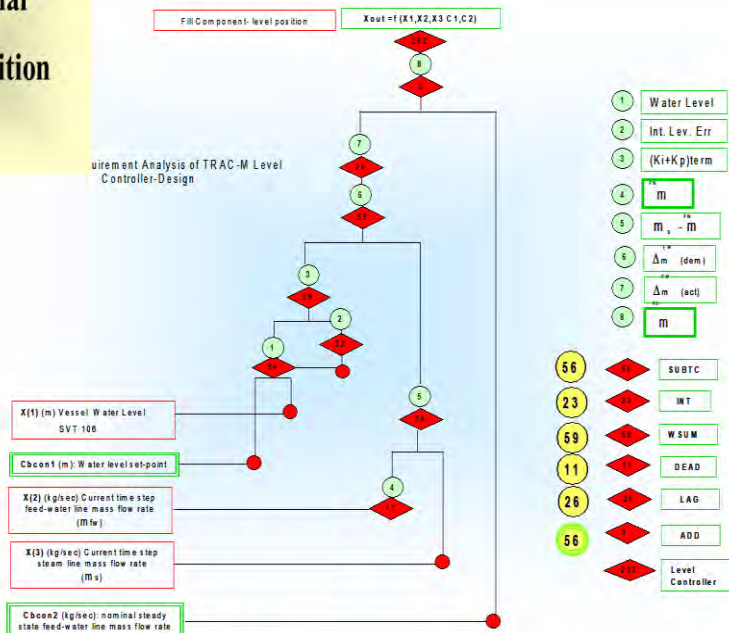 nal
ition
Fill Component- level position
Xout =f (X1,X2,X3 C1,C2)
8
7
uirement Analysis of TRAC-M Level
Controller-Design
6
3
2
1
5
4
X(1) (m) Vessel Water Level
SVT 106
Cbcon1 (m): Water level set-point
X(2) (kg/sec) Current time step
feed-water line mass flow rate
(m fw)
X(3) (kg/sec) Current time step
steam line mass flow rate
(m s)
Cbcon2 (kg/sec): nominal steady
state feed-water line mass flow rate
1 Water Level
2 Int. Lev. Err
3 (Ki+Kp)term
4 m
5 m s - m
6 Δm (dem)
7 Δm (act)
8 m
56 SUBTC
23 INT
59 WSUM
11 DEAD
26 LAG
56 ADD
Level
Controller